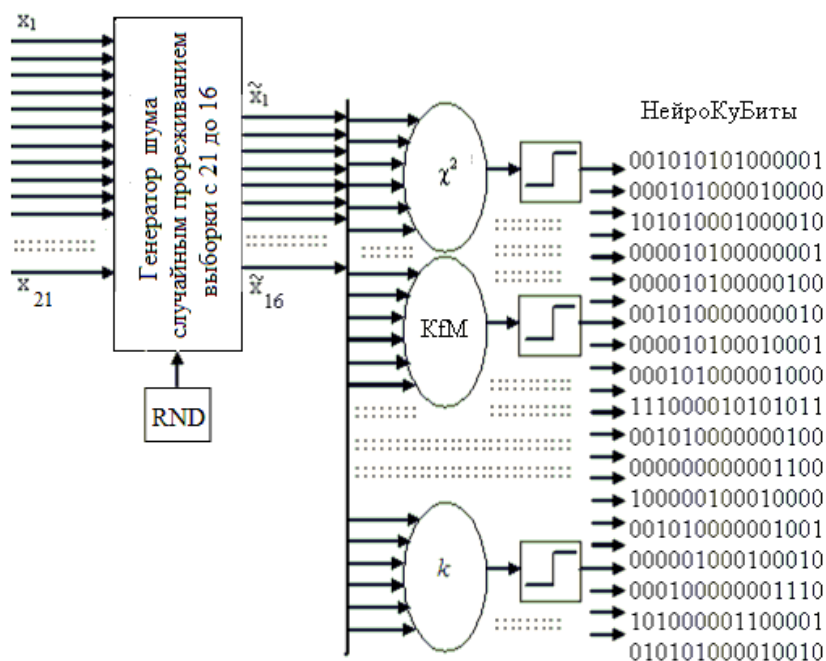 x1
x21
Генератор шума
случайным прореживанием
выборки с 21 до 16
RND
x̃1
x̃16
χ²
KfM
k
НейроКуБиты
001010101000001
000101000010000
101010001000010
000010100000001
000010100000100
001010000000010
000010100010001
000101000001000
111000010101011
001010000000100
000000000001100
100000100010000
001010000001001
000001000100010
000100000001110
101000001100001
010101000010010